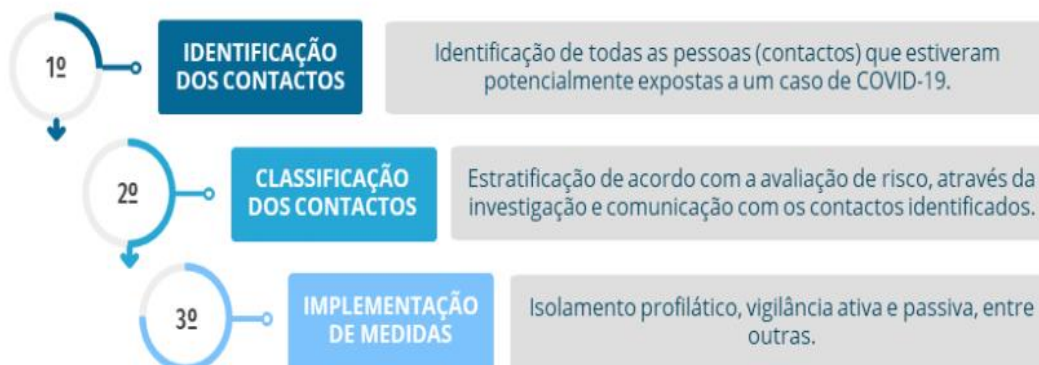 1º
IDENTIFICAÇÃO
DOS CONTACTOS
Identificação de todas as pessoas (contactos) que estiveram
potencialmente expostas a um caso de COVID-19.
2º
CLASSIFICAÇÃO
DOS CONTACTOS
Estratificação de acordo com a avaliação de risco, através da
investigação e comunicação com os contactos identificados.
3º
IMPLEMENTAÇÃO
DE MEDIDAS
Isolamento profilático, vigilância ativa e passiva, entre
outras.